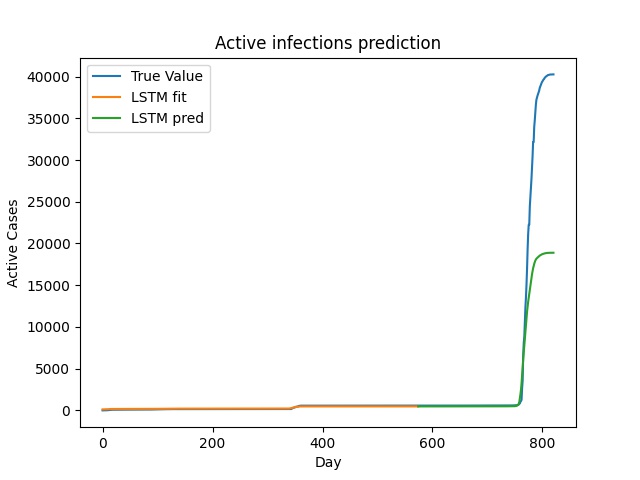 Active infections prediction
True Value
LSTM fit
LSTM pred
40000
35000
30000
25000
20000
15000
10000
5000
0
Active Cases
0 200 400 600 800
Day